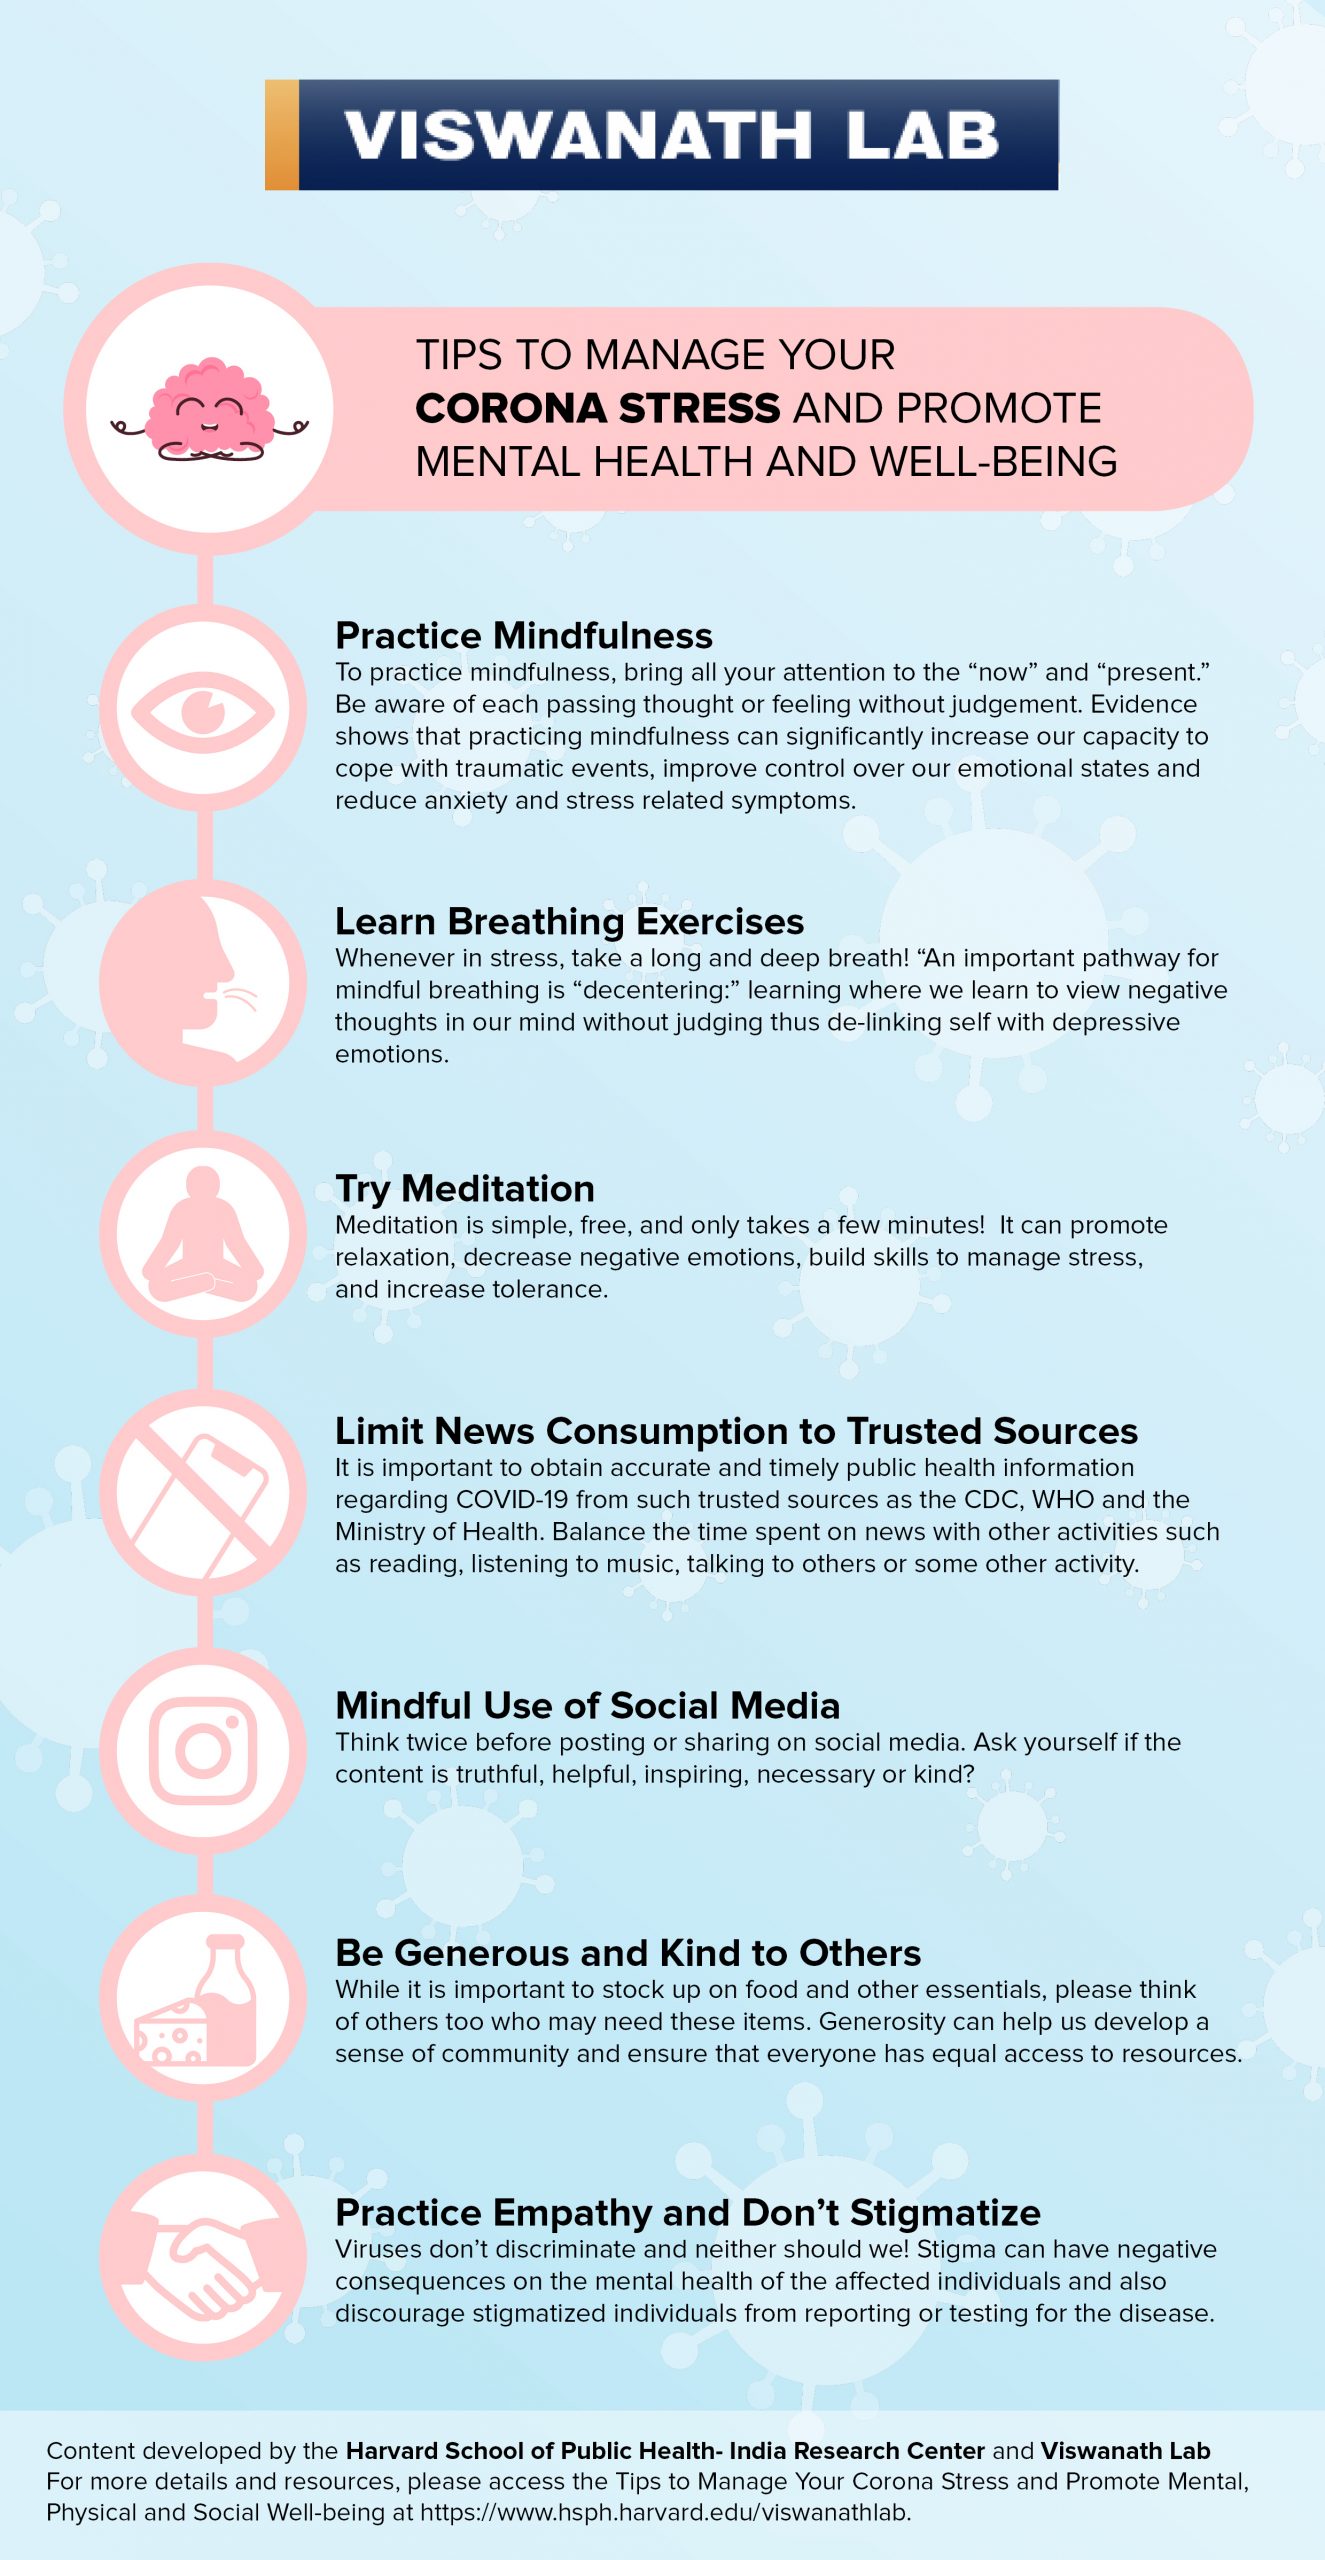 VISWANATH LAB
TIPS TO MANAGE YOUR
CORONA STRESS AND PROMOTE
MENTAL HEALTH AND WELL-BEING
Practice Mindfulness
To practice mindfulness, bring all your attention to the “now” and “present.”
Be aware of each passing thought or feeling without judgement. Evidence
shows that practicing mindfulness can significantly increase our capacity to
cope with traumatic events, improve control over our emotional states and
reduce anxiety and stress related symptoms.
Learn Breathing Exercises
Whenever in stress, take a long and deep breath! “An important pathway for
mindful breathing is “decentering:” learning where we learn to view negative
thoughts in our mind without judging thus de-linking self with depressive
emotions.
Try Meditation
Meditation is simple, free, and only takes a few minutes!  It can promote
relaxation, decrease negative emotions, build skills to manage stress,
and increase tolerance.
Limit News Consumption to Trusted Sources
It is important to obtain accurate and timely public health information
regarding COVID-19 from such trusted sources as the CDC, WHO and the
Ministry of Health. Balance the time spent on news with other activities such
as reading, listening to music, talking to others or some other activity.
Mindful Use of Social Media
Think twice before posting or sharing on social media. Ask yourself if the
content is truthful, helpful, inspiring, necessary or kind?
Be Generous and Kind to Others
While it is important to stock up on food and other essentials, please think
of others too who may need these items. Generosity can help us develop a
sense of community and ensure that everyone has equal access to resources.
Practice Empathy and Don’t Stigmatize
Viruses don’t discriminate and neither should we! Stigma can have negative
consequences on the mental health of the affected individuals and also
discourage stigmatized individuals from reporting or testing for the disease.
Content developed by the Harvard School of Public Health- India Research Center and Viswanath Lab
For more details and resources, please access the Tips to Manage Your Corona Stress and Promote Mental,
Physical and Social Well-being at https://www.hsph.harvard.edu/viswanathlab.